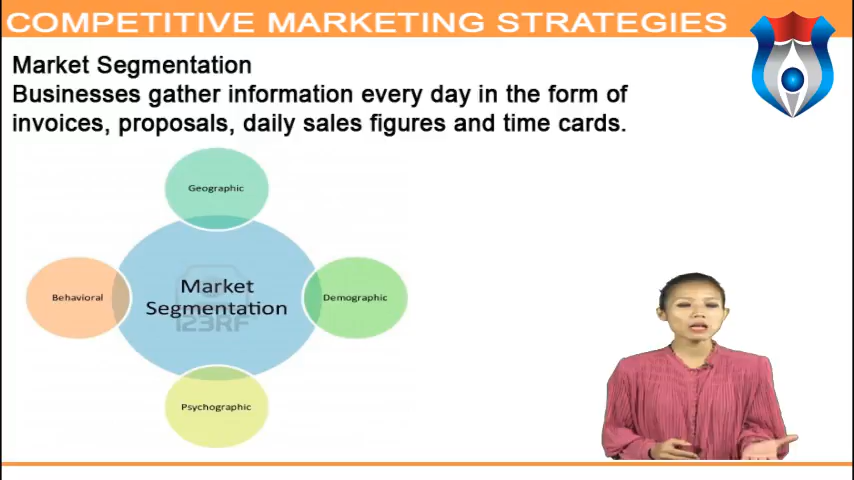 COMPETITIVE MARKETING STRATEGIES
Market Segmentation
Businesses gather information every day in the form of
invoices, proposals, daily sales figures and time cards.
Geographic
Behavioral
Market
Segmentation
123RF
Demographic
Psychographic